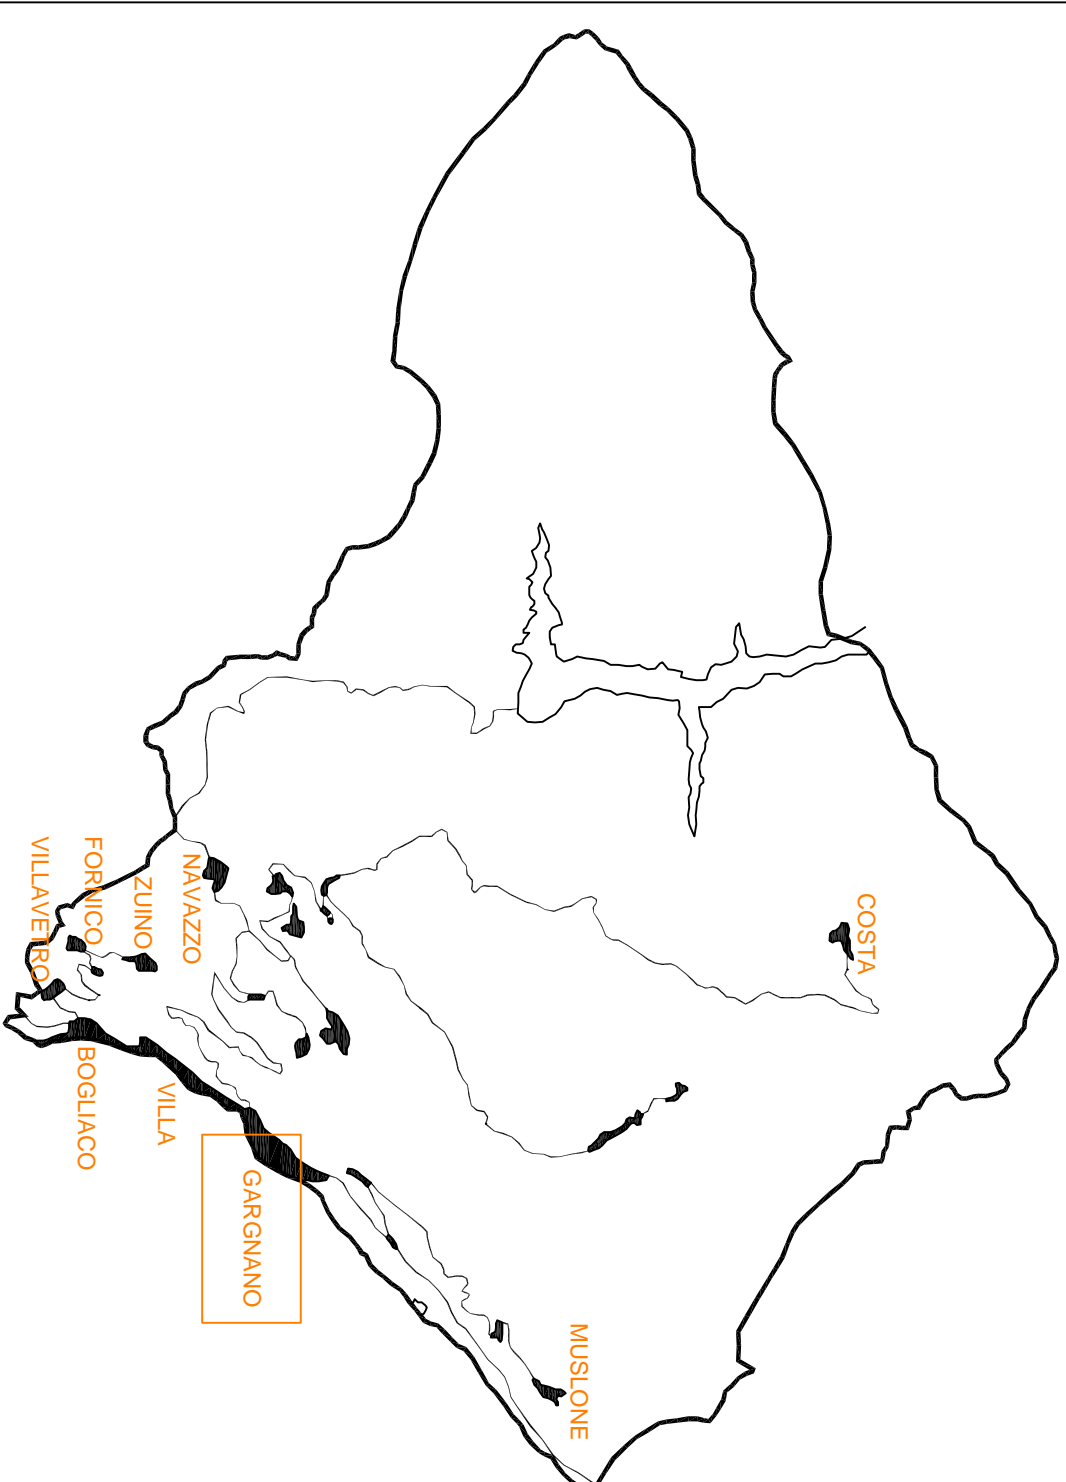 COSTA
NAVAZZO
ZUINO
FORNICO
VILLAVETRO
BOGLIACO
VILLA
GARGNANO
MUSLONE